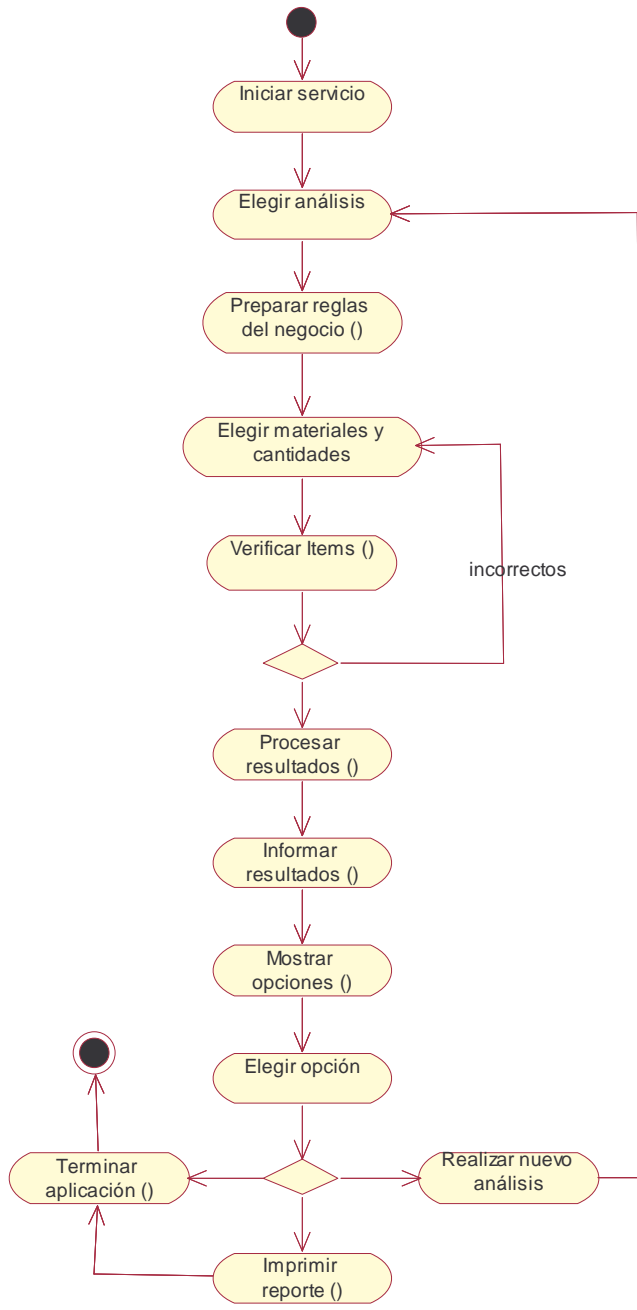 Iniciar servicio
Elegir análisis
Preparar reglas
del negocio ()
Elegir materiales y
cantidades
Verificar Items ()
incorrectos
Procesar
resultados ()
Informar
resultados ()
Mostrar
opciones ()
Elegir opción
Terminar
aplicación ()
Realizar nuevo
análisis
Imprimir
reporte ()